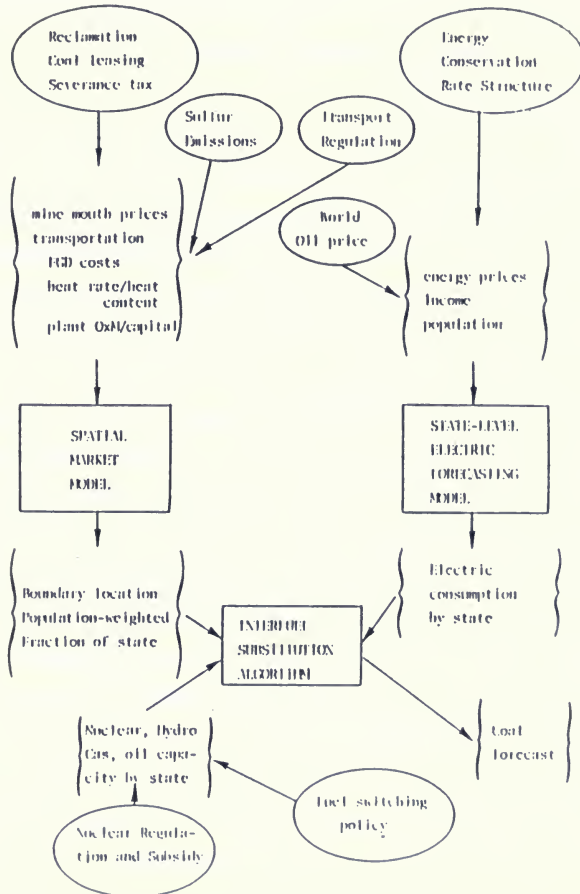 Reclamation
Coal leasing
Severance tax
Energy
Conservation
Rate Structure
Sulfur
Emissions
Transport
Regulation
mine mouth prices
transportation
FGD costs
heat rate/heat
content
plant O&M/capital
World
Oil price
energy prices
Income
population
SPATIAL
MARKET
MODEL
STATE-LEVEL
ELECTRIC
FORECASTING
MODEL
Boundary location
Population-weighted
Fraction of state
Electric
consumption
by state
INTERFUEL
SUBSTITUTION
ALGORITHM
Nuclear, Hydro
Gas, oil capa-
city by state
Coal
forecast
Fuel switching
policy
Nuclear Regula-
tion and Subsidy